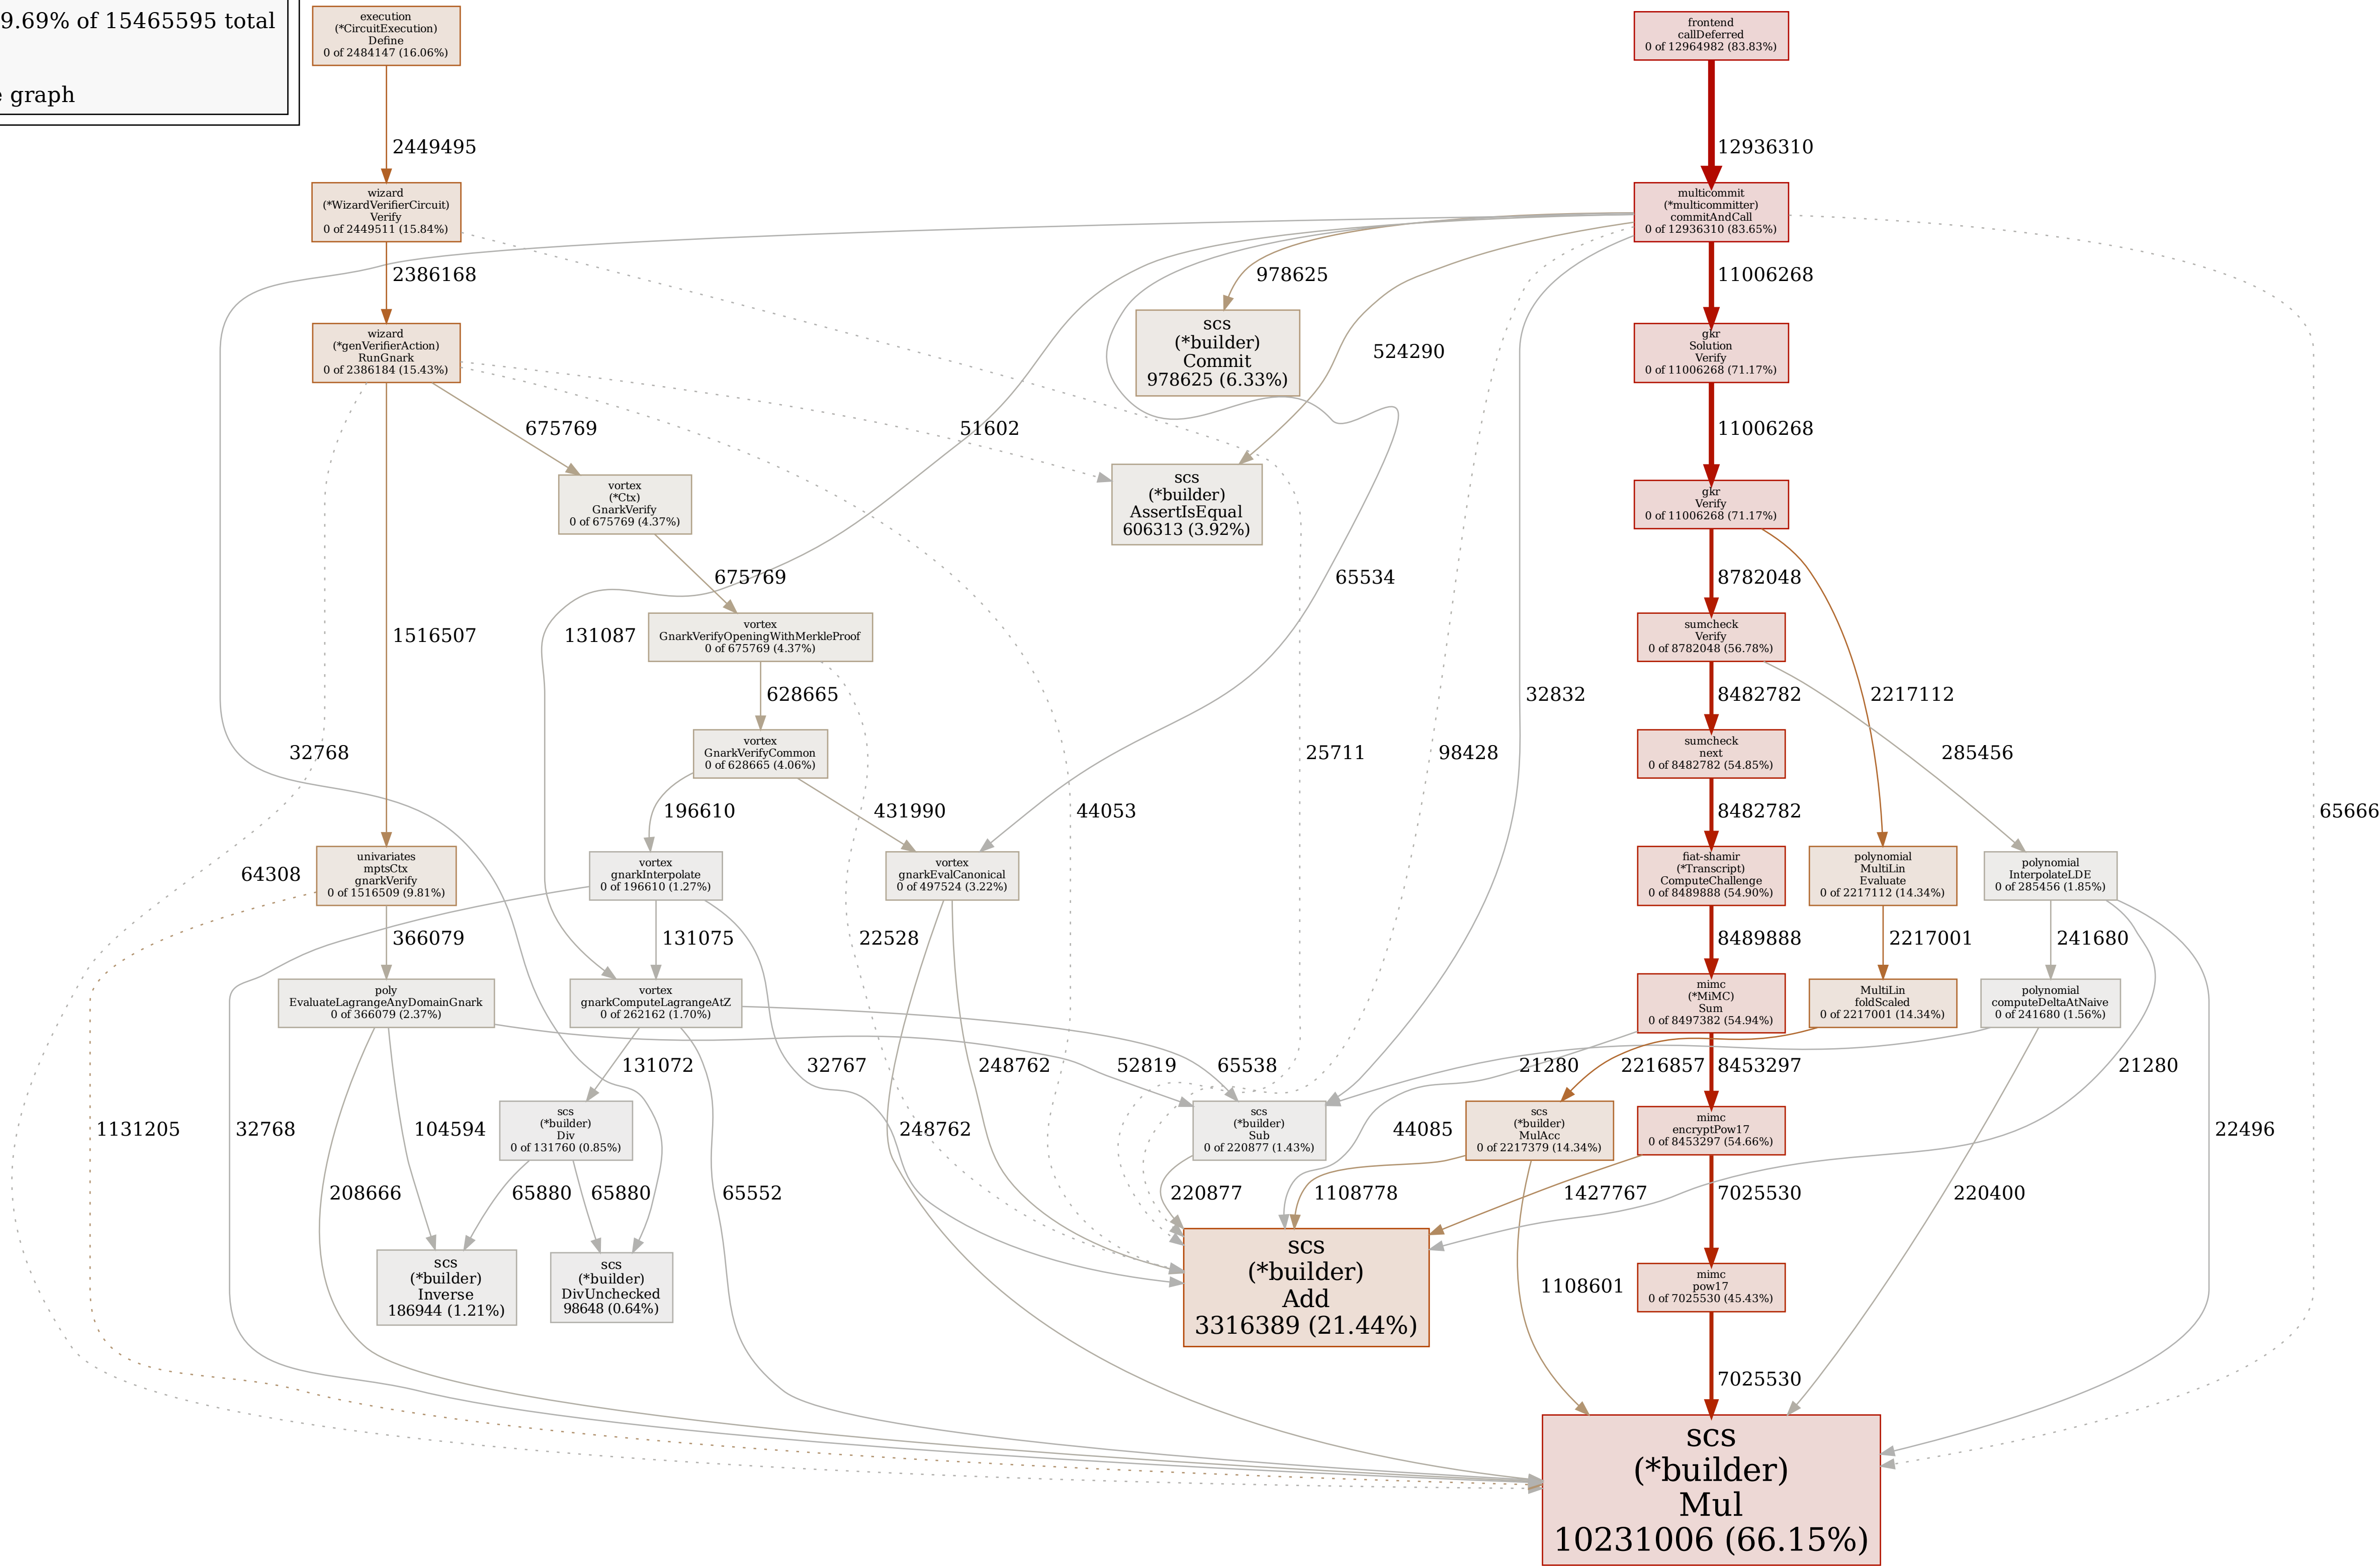 9.69% of 15465595 total
graph
execution
(*CircuitExecution)
Define
0 of 2484147 (16.06%)
frontend
callDeferred
0 of 12964982 (83.83%)
2449495
12936310
wizard
(*WizardVerifierCircuit)
Verify
0 of 2449511 (15.84%)
multicommit
(*multicommitter)
commitAndCall
0 of 12936310 (83.65%)
2386168
978625
11006268
wizard
(*genVerifierAction)
RunGnark
0 of 2386184 (15.43%)
scs
(*builder)
Commit
978625 (6.33%)
524290
gkr
Solution
Verify
0 of 11006268 (71.17%)
675769
51602
11006268
vortex
(*Ctx)
GnarkVerify
0 of 675769 (4.37%)
scs
(*builder)
AssertIsEqual
606313 (3.92%)
gkr
Verify
0 of 11006268 (71.17%)
675769
65534
8782048
1516507
131087
vortex
GnarkVerifyOpeningWithMerkleProof
0 of 675769 (4.37%)
sumcheck
Verify
0 of 8782048 (56.78%)
628665
32832
8482782
2217112
32768
vortex
GnarkVerifyCommon
0 of 628665 (4.06%)
25711
98428
sumcheck
next
0 of 8482782 (54.85%)
285456
196610
431990
44053
8482782
65666
64308
univariates
mptsCtx
gnarkVerify
0 of 1516509 (9.81%)
vortex
gnarkInterpolate
0 of 196610 (1.27%)
vortex
gnarkEvalCanonical
0 of 497524 (3.22%)
fiat-shamir
(*Transcript)
ComputeChallenge
0 of 8489888 (54.90%)
polynomial
MultiLin
Evaluate
0 of 2217112 (14.34%)
polynomial
InterpolateLDE
0 of 285456 (1.85%)
366079
131075
22528
8489888
2217001
241680
poly
EvaluateLagrangeAnyDomainGnark
0 of 366079 (2.37%)
vortex
gnarkComputeLagrangeAtZ
0 of 262162 (1.70%)
mimc
(*MiMC)
Sum
0 of 8497382 (54.94%)
MultiLin
foldScaled
0 of 2217001 (14.34%)
polynomial
computeDeltaAtNaive
0 of 241680 (1.56%)
131072
32767
248762
52819
65538
21280
2216857
8453297
21280
1131205
32768
104594
scs
(*builder)
Div
0 of 131760 (0.85%)
248762
scs
(*builder)
Sub
0 of 220877 (1.43%)
44085
scs
(*builder)
MulAcc
0 of 2217379 (14.34%)
mimc
encryptPow17
0 of 8453297 (54.66%)
22496
208666
65880
65880
65552
220877
1108778
1427767
7025530
220400
scs
(*builder)
Inverse
186944 (1.21%)
scs
(*builder)
DivUnchecked
98648 (0.64%)
scs
(*builder)
Add
3316389 (21.44%)
1108601
mimc
pow17
0 of 7025530 (45.43%)
7025530
scs
(*builder)
Mul
10231006 (66.15%)